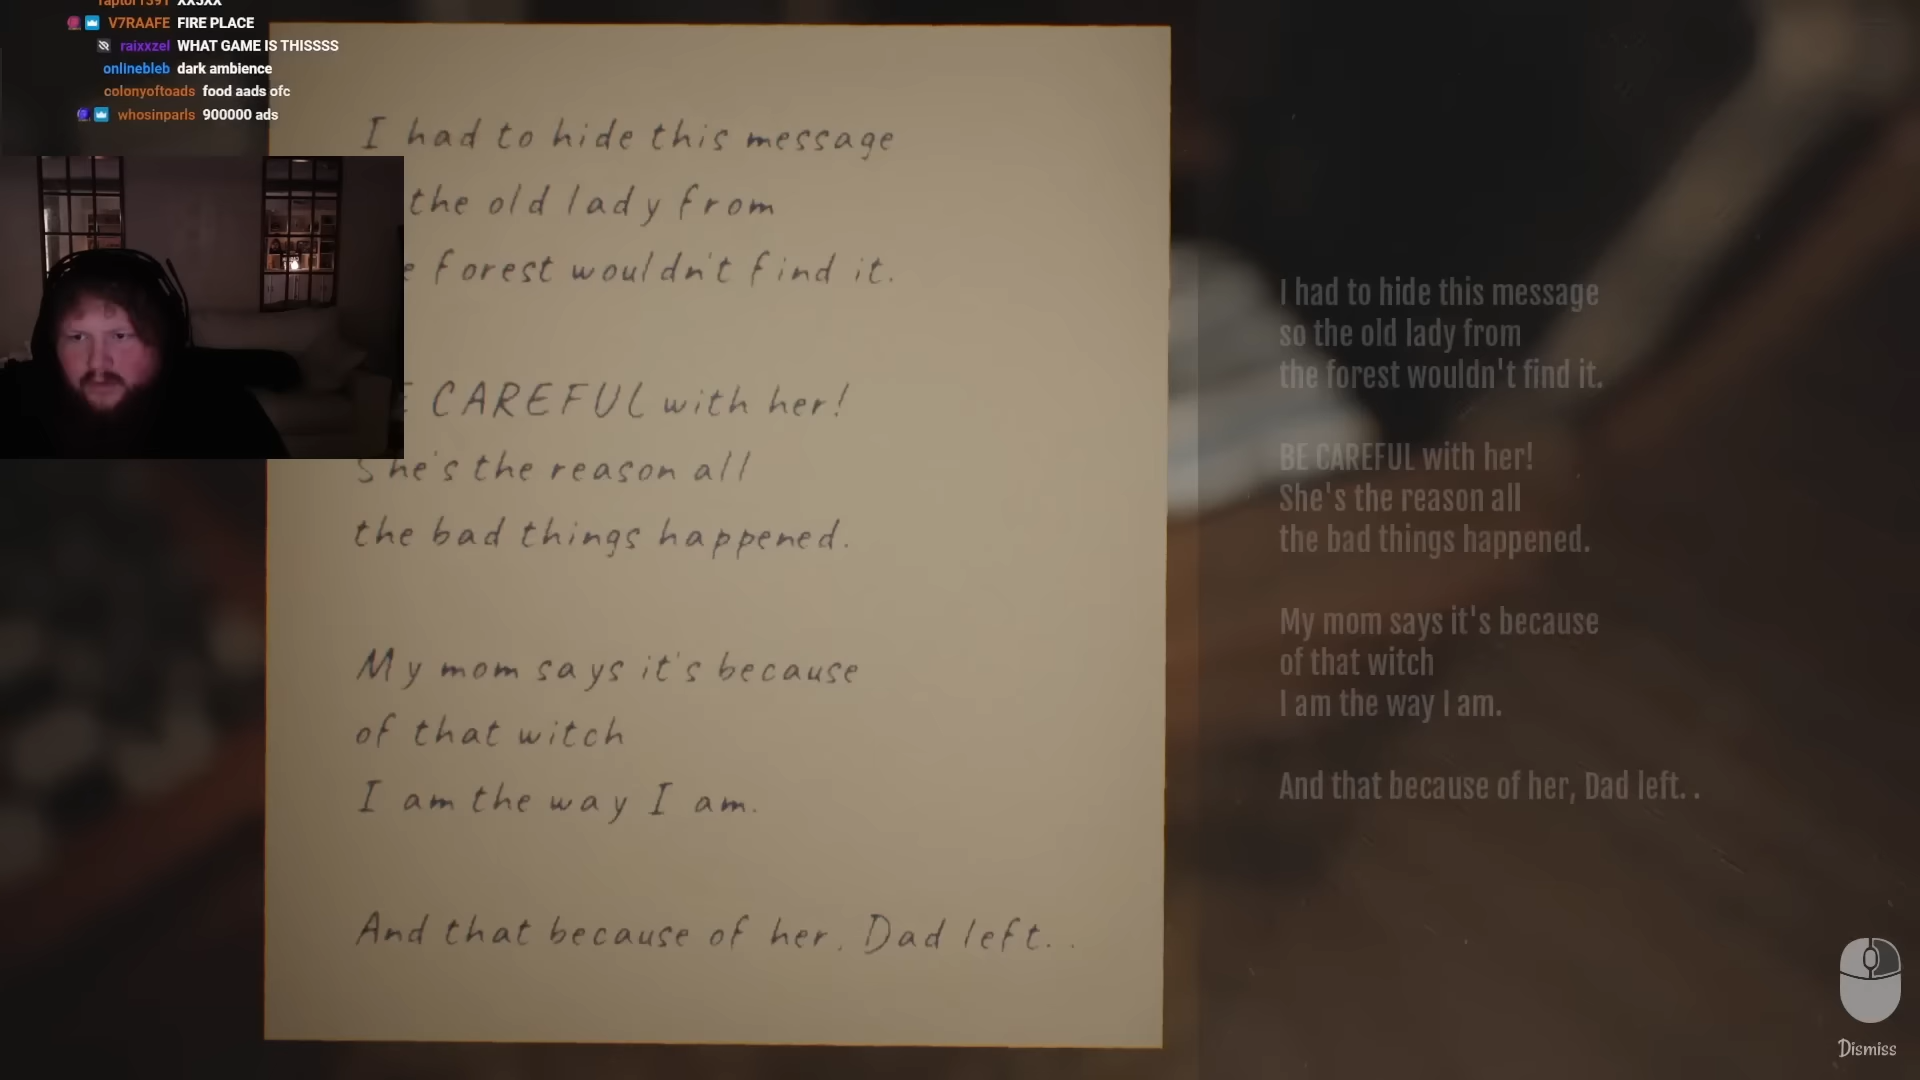 XXJXX
V7RAAFE FIRE PLACE
raixxzel WHAT GAME IS THISSSS
onlinebleb dark ambience
colonyoftoads food aads ofc
whosinparls 900000 ads
I had to hide this message
the old lady from
forest wouldn't find it.
CAREFUL with her!
She's the reason all
the bad things happened.
My mom says it's because
of that witch
I am the way I am.
And that because of her, Dad left. .
I had to hide this message
so the old lady from
the forest wouldn't find it.
BE CAREFUL with her!
She's the reason all
the bad things happened.
My mom says it's because
of that witch
I am the way I am.
And that because of her, Dad left. .
Dismiss